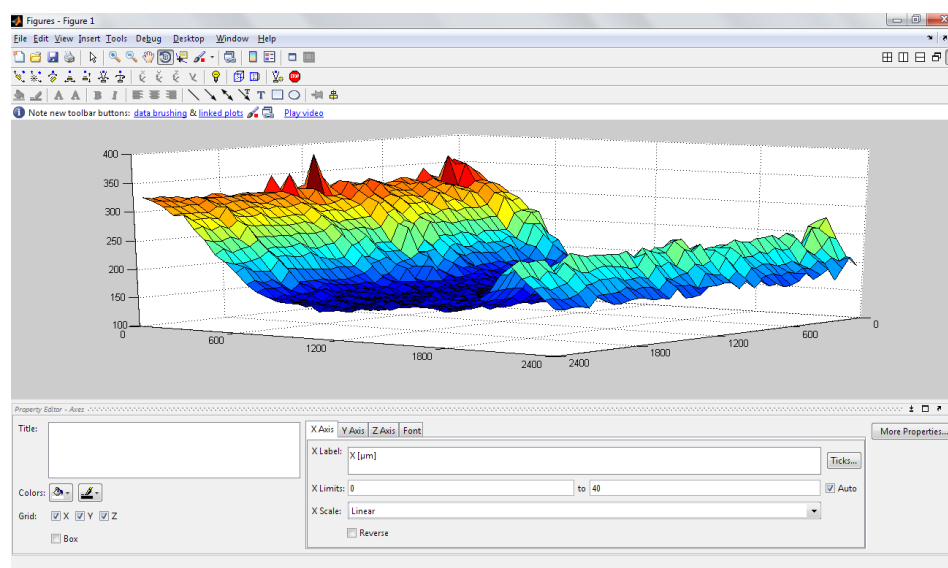 Figures - Figure 1
File Edit View Insert Tools Debug Desktop Window Help
A A B I T
Note new toolbar buttons: data brushing & linked plots Play video
400
350
300
250
200
150
100
0 600 1200 1800 2400 2400 1800 1200 600 0
Property Editor - Axes
Title:
X Axis Y Axis Z Axis Font
More Properties...
X Label: X [µm]
Ticks...
Colors:
X Limits: 0 to 40 Auto
Grid: X Y Z
X Scale: Linear
Box
Reverse